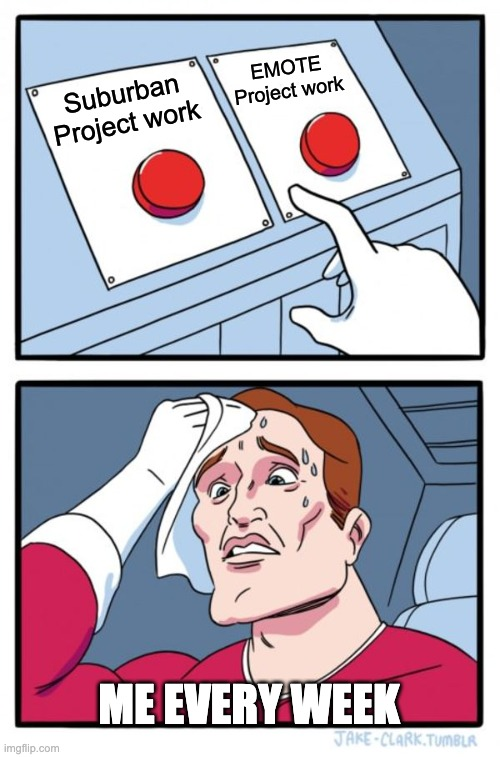 Suburban
Project work
EMOTE
Project work
ME EVERY WEEK
JAKE-CLARK.TUMBLR
imgflip.com